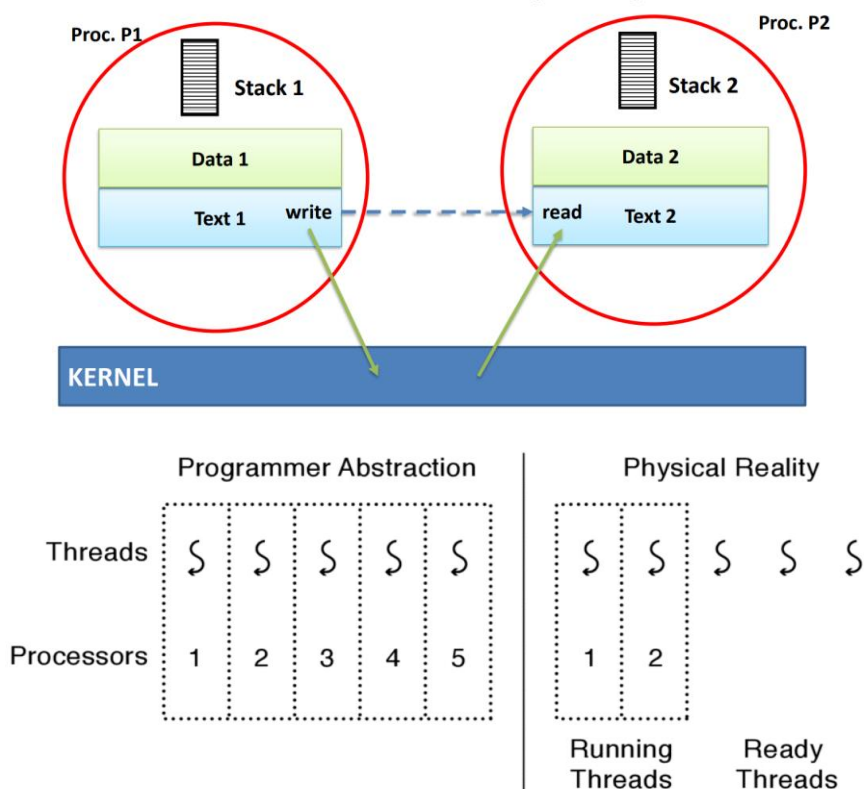 Proc. P1
Proc. P2
Stack 1
Stack 2
Data 1
Data 2
Text 1
write
read
Text 2
KERNEL
Programmer Abstraction
Physical Reality
Threads
Processors
1 2 3 4 5
1 2
Running
Threads
Ready
Threads